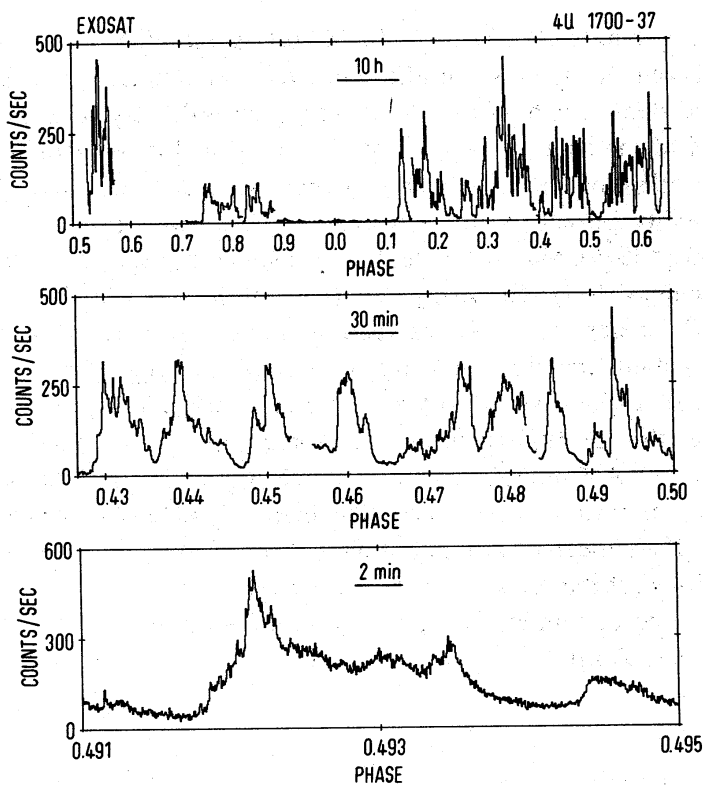 EXOSAT 4U 1700-37
500
250
0
COUNTS/SEC
10 h
0.5 0.6 0.7 0.8 0.9 0.0 0.1 0.2 0.3 0.4 0.5 0.6
PHASE
500
250
0
COUNTS/SEC
30 min
0.43 0.44 0.45 0.46 0.47 0.48 0.49 0.50
PHASE
600
300
0
COUNTS/SEC
2 min
0.491 0.493 0.495
PHASE